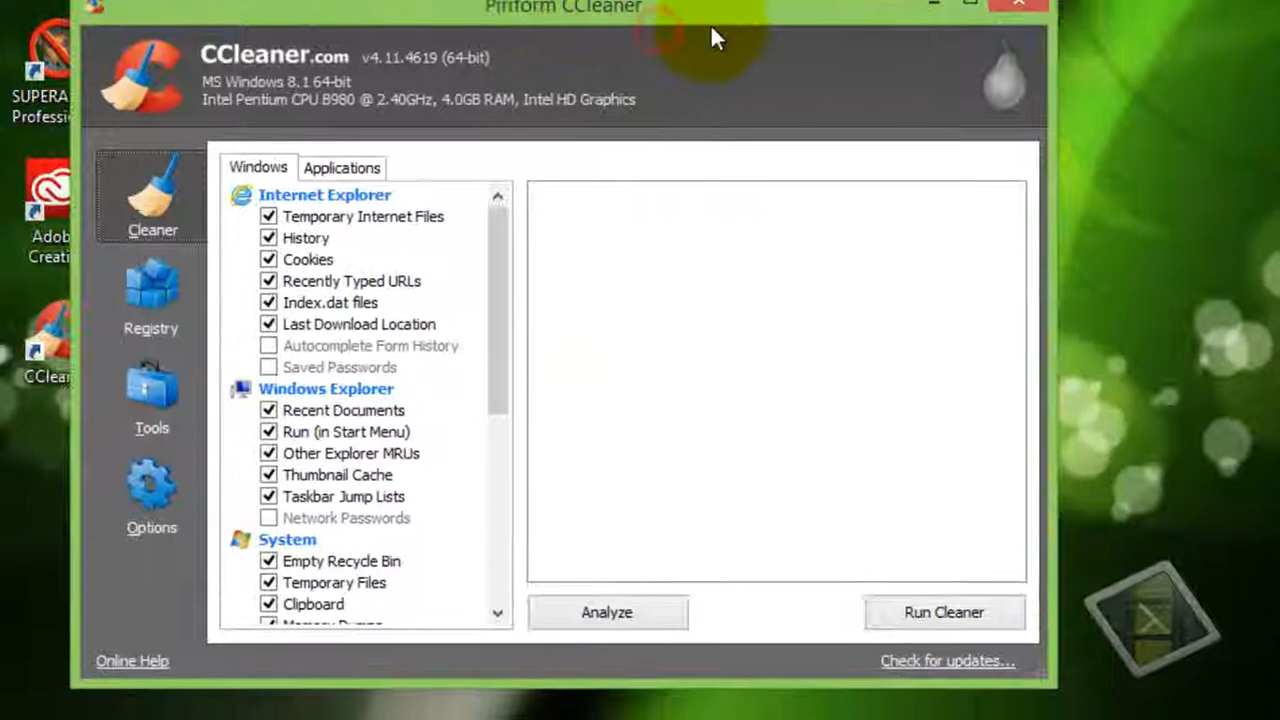 Piriform CCleaner
CCleaner.com v4.11.4619 (64-bit)
MS Windows 8.1 64-bit
Intel Pentium CPU B980 @ 2.40GHz, 4.0GB RAM, Intel HD Graphics
SUPERA
Professi
Adob
Creati
CClear
Cleaner
Registry
Tools
Options
Windows
Applications
Internet Explorer
Temporary Internet Files
History
Cookies
Recently Typed URLs
Index.dat files
Last Download Location
Autocomplete Form History
Saved Passwords
Windows Explorer
Recent Documents
Run (in Start Menu)
Other Explorer MRUs
Thumbnail Cache
Taskbar Jump Lists
Network Passwords
System
Empty Recycle Bin
Temporary Files
Clipboard
Memory Dumps
Analyze
Run Cleaner
Online Help
Check for updates...